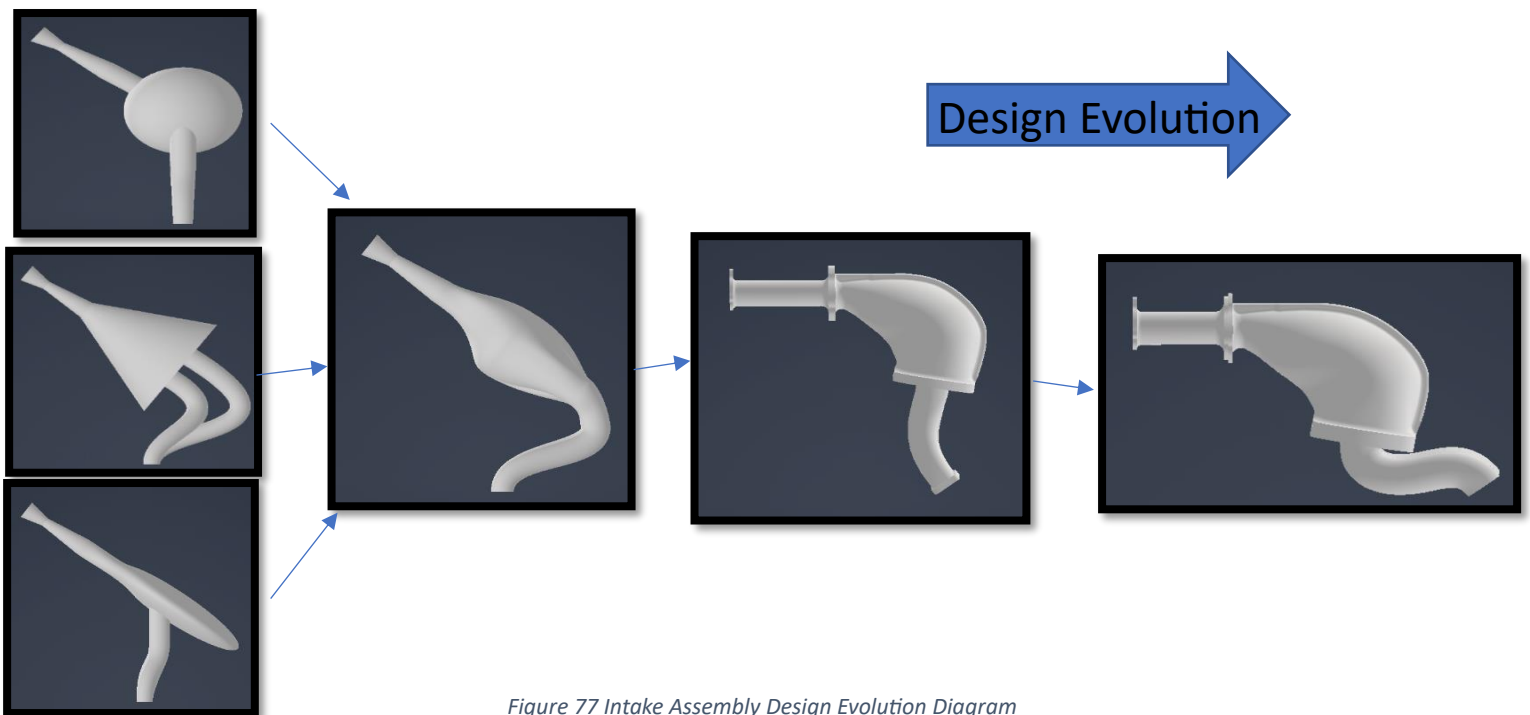 Design Evolution
Figure 77 Intake Assembly Design Evolution Diagram